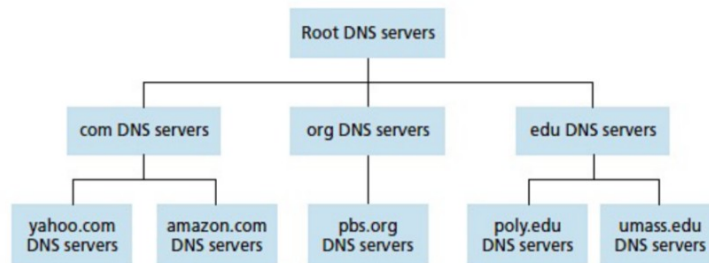 Root DNS servers
com DNS servers
org DNS servers
edu DNS servers
yahoo.com
DNS servers
amazon.com
DNS servers
pbs.org
DNS servers
poly.edu
DNS servers
umass.edu
DNS servers